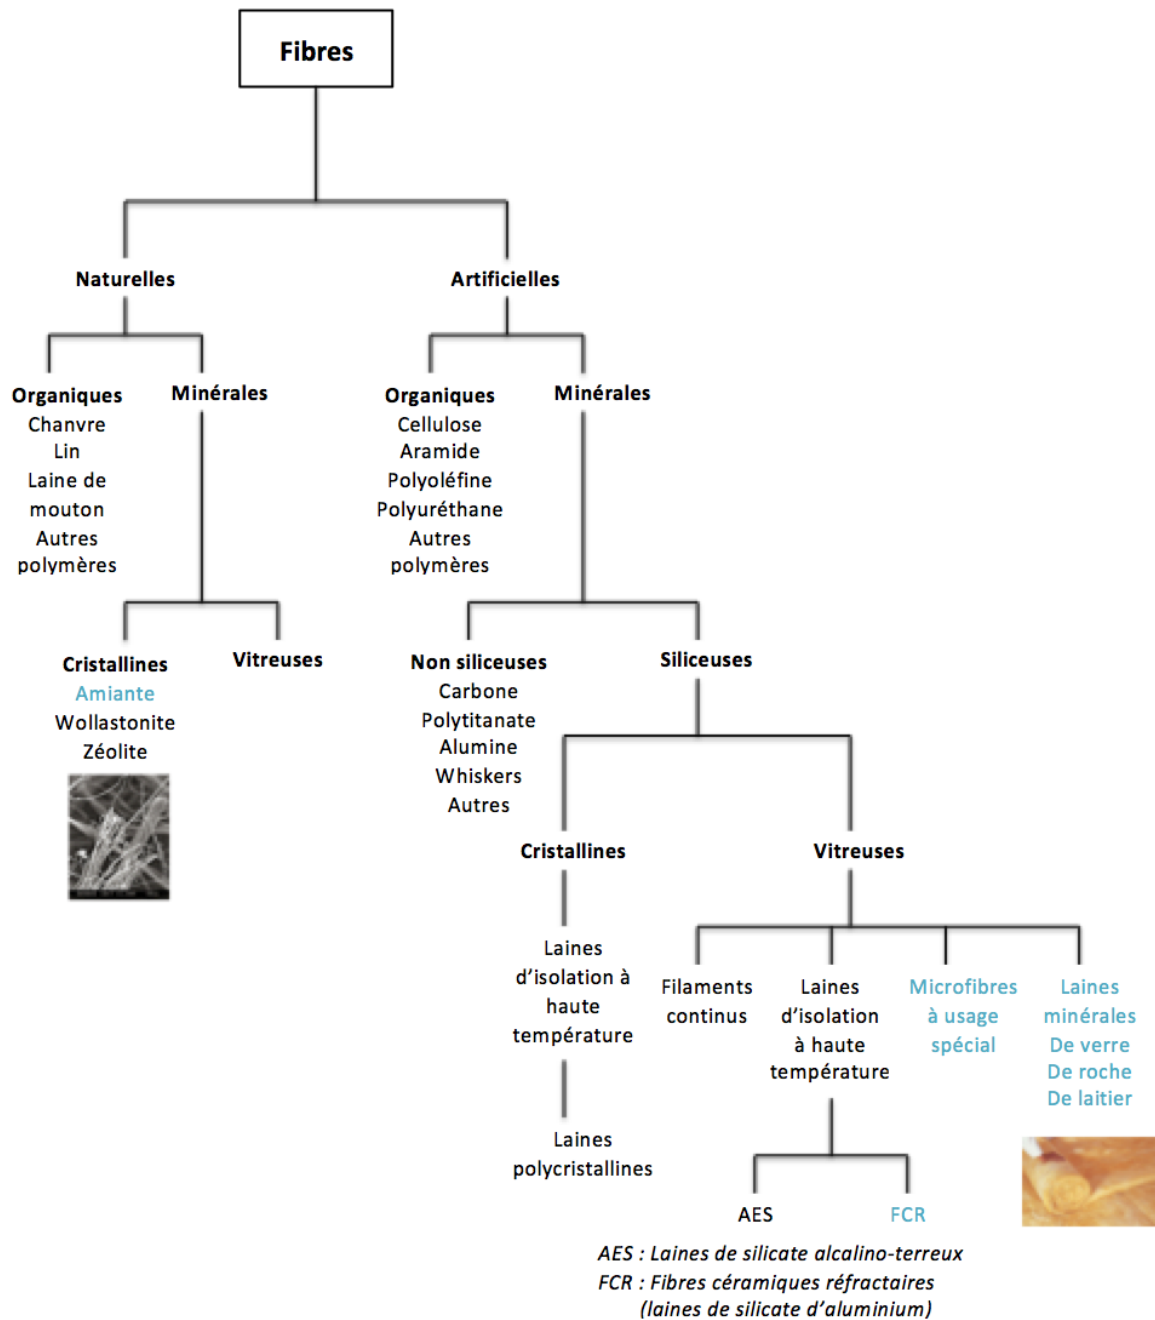 Fibres
Naturelles
Artificielles
Organiques
Chanvre
Lin
Laine de
mouton
Autres
polymères
Minérales
Organiques
Cellulose
Aramide
Polyoléfine
Polyuréthane
Autres
polymères
Minérales
Cristallines
Amiante
Wollastonite
Zéolite
Vitreuses
Non siliceuses
Carbone
Polytitanate
Alumine
Whiskers
Autres
Siliceuses
Cristallines
Vitreuses
Laines
d'isolation à
haute
température
Laines
polycristallines
Filaments
continus
Laines
d'isolation
à haute
température
Microfibres
à usage
spécial
Laines
minérales
De verre
De roche
De laitier
AES
FCR
AES : Laines de silicate alcalino-terreux
FCR : Fibres céramiques réfractaires
(laines de silicate d'aluminium)